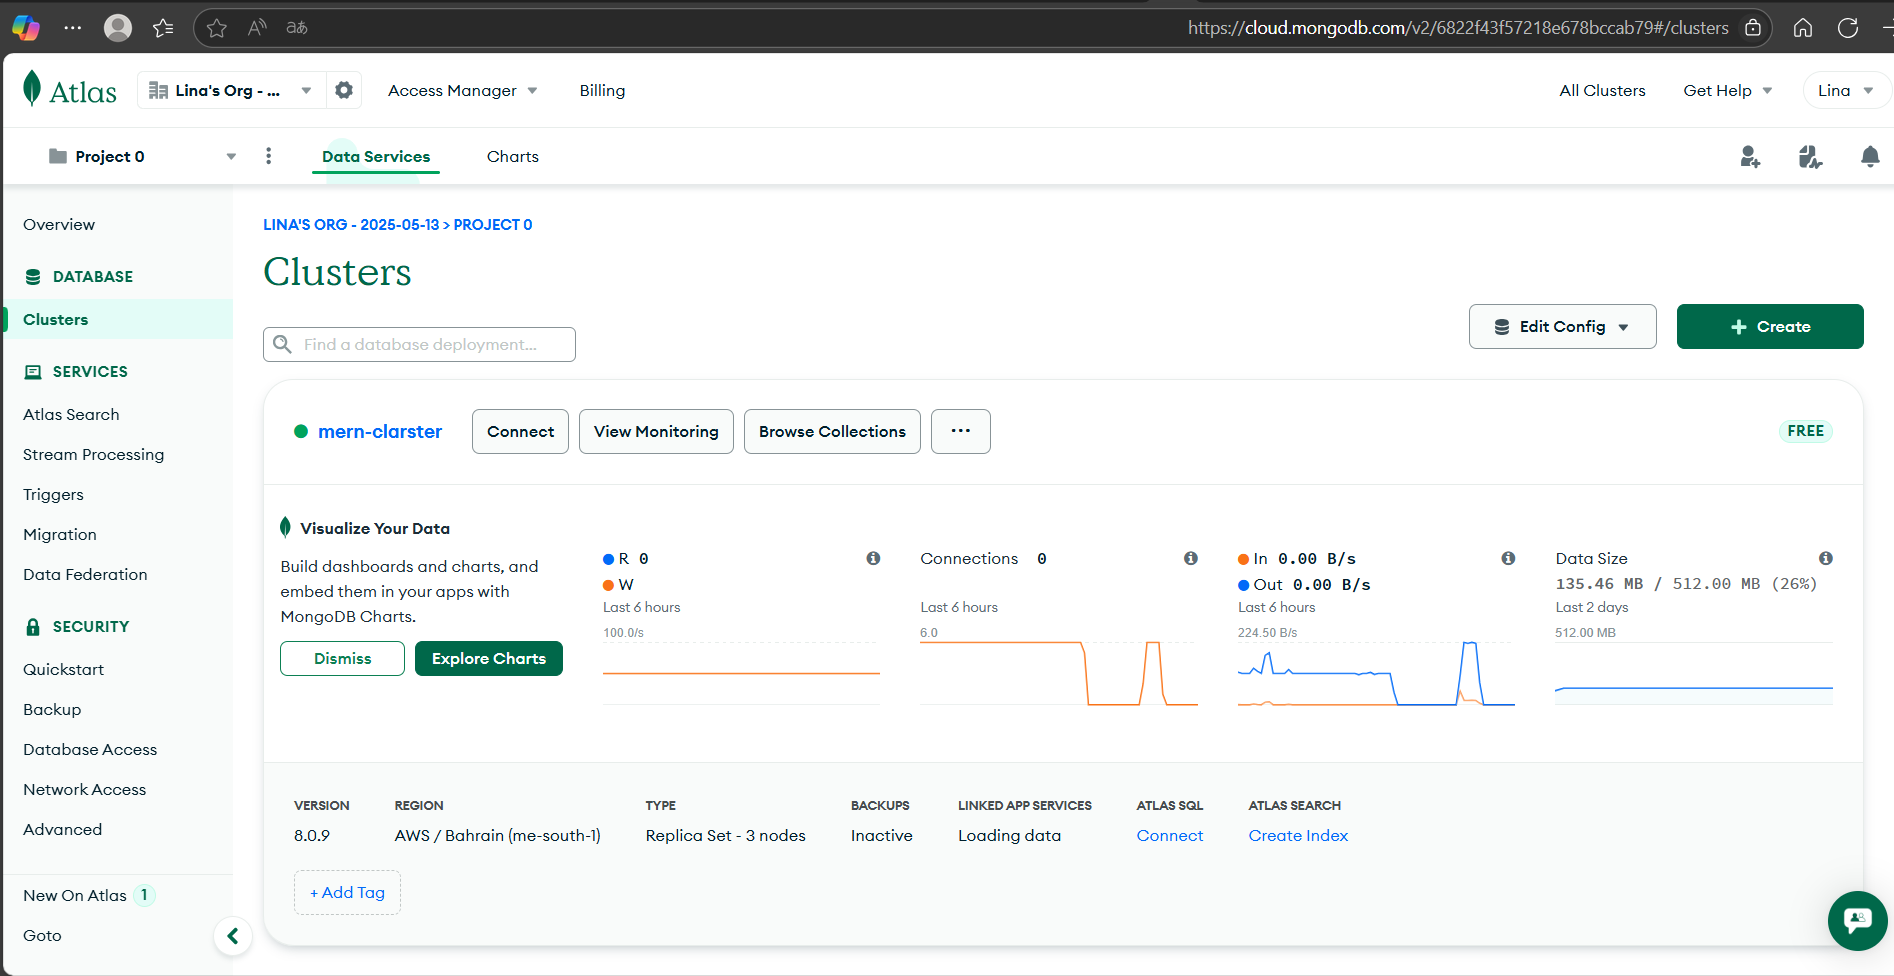 https://cloud.mongodb.com/v2/6822f43f57218e678bccab79#/clusters
Atlas
Lina's Org - ...
Access Manager
Billing
All Clusters
Get Help
Lina
Project 0
Data Services
Charts
Overview
DATABASE
Clusters
SERVICES
Atlas Search
Stream Processing
Triggers
Migration
Data Federation
SECURITY
Quickstart
Backup
Database Access
Network Access
Advanced
New On Atlas 1
Goto
LINA'S ORG - 2025-05-13 > PROJECT 0
Clusters
Find a database deployment...
Edit Config
+ Create
mern-clarster
Connect
View Monitoring
Browse Collections
...
FREE
Visualize Your Data
Build dashboards and charts, and
embed them in your apps with
MongoDB Charts.
Dismiss
Explore Charts
R 0
W
Last 6 hours
100.0/s
Connections 0
Last 6 hours
6.0
In 0.00 B/s
Out 0.00 B/s
Last 6 hours
224.50 B/s
Data Size
135.46 MB / 512.00 MB (26%)
Last 2 days
512.00 MB
VERSION
8.0.9
REGION
AWS / Bahrain (me-south-1)
TYPE
Replica Set - 3 nodes
BACKUPS
Inactive
LINKED APP SERVICES
Loading data
ATLAS SQL
Connect
ATLAS SEARCH
Create Index
+ Add Tag